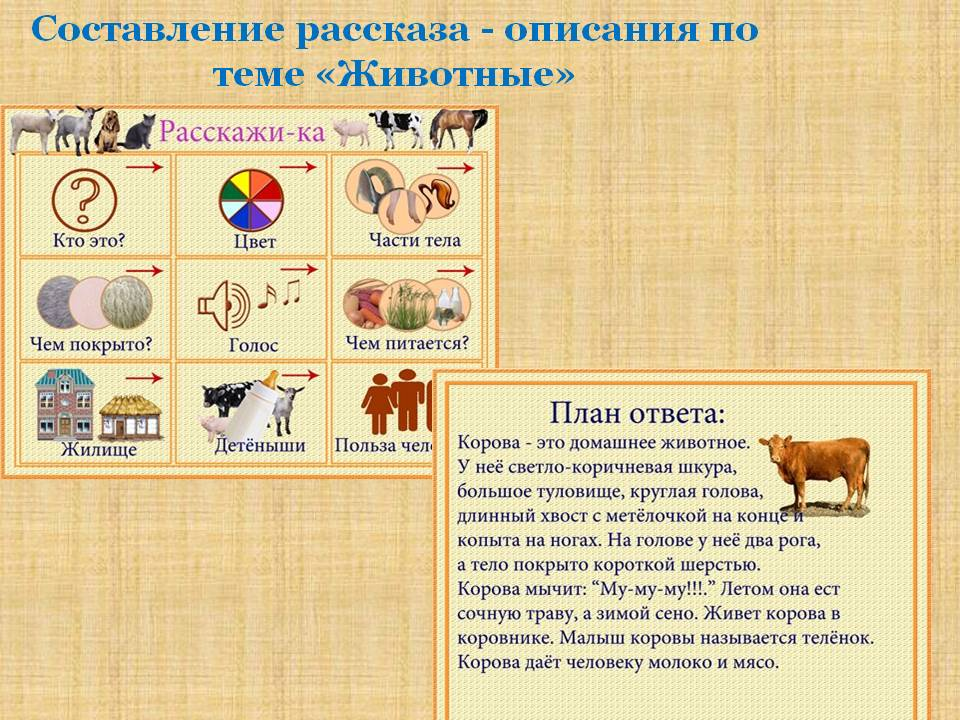 Составление рассказа - описания по
теме «Животные»
Расскажи-ка
Кто это?
Цвет
Части тела
Чем покрыто?
Голос
Чем питается?
Жилище
Детёныши
Польза
План ответа:
Корова - это домашнее животное.
У неё светло-коричневая шкура,
большое туловище, круглая голова,
длинный хвост с метёлочкой на конце и
копыта на ногах. На голове у неё два рога,
а тело покрыто короткой шерстью.
Корова мычит: “Му-му-му!!!.” Летом она ест
сочную траву, а зимой сено. Живет корова в
коровнике. Малыш коровы называется телёнок.
Корова даёт человеку молоко и мясо.